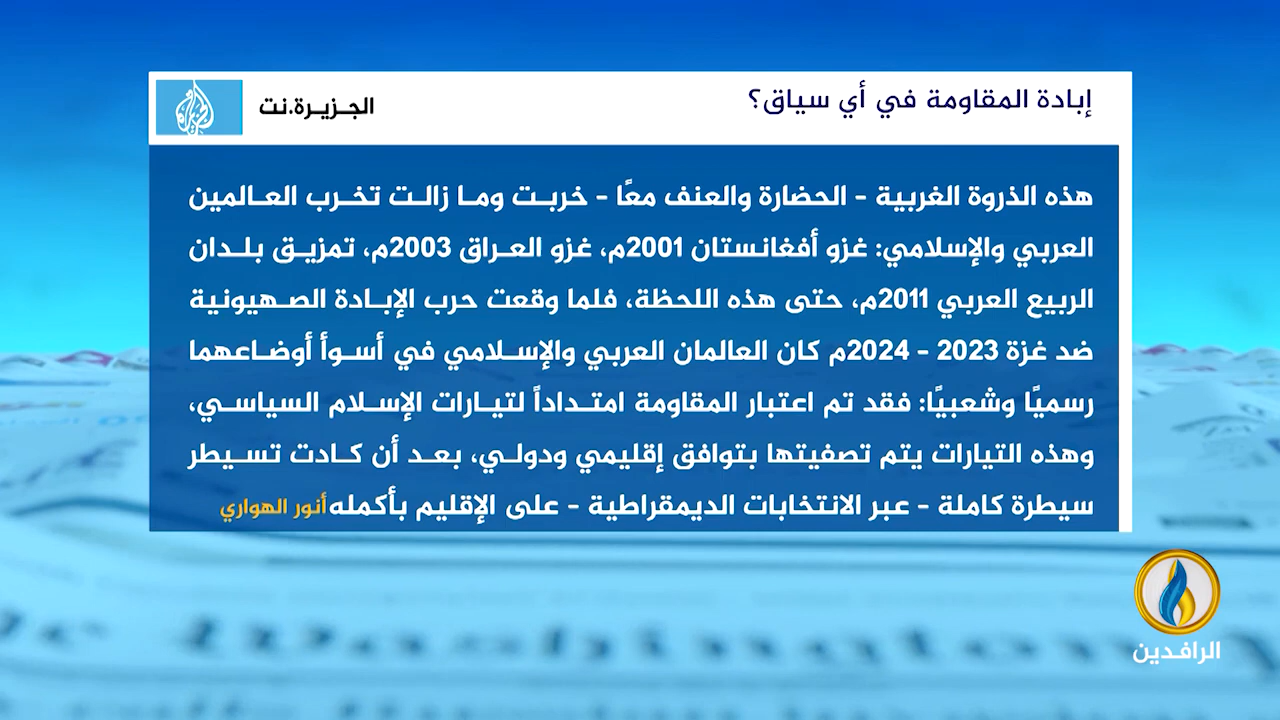 إبادة المقاومة في أي سياق؟
الجزيرة.نت
هذه الذروة الغربية - الحضارة والعنف معًا - خربت وما زالت تخرب العالمين
العربي والإسلامي: غزو أفغانستان 2001م، غزو العراق 2003م، تمزيق بلدان
الربيع العربي 2011م، حتى هذه اللحظة، فلما وقعت حرب الإبادة الصهيونية
ضد غزة 2023 - 2024م كان العالمان العربي والإسلامي في أسوأ أوضاعهما
رسميًا وشعبيًا: فقد تم اعتبار المقاومة امتداداً لتيارات الإسلام السياسي،
وهذه التيارات يتم تصفيتها بتوافق إقليمي ودولي، بعد أن كادت تسيطر
سيطرة كاملة - عبر الانتخابات الديمقراطية - على الإقليم بأكمله أنور الهواري
الرافدين